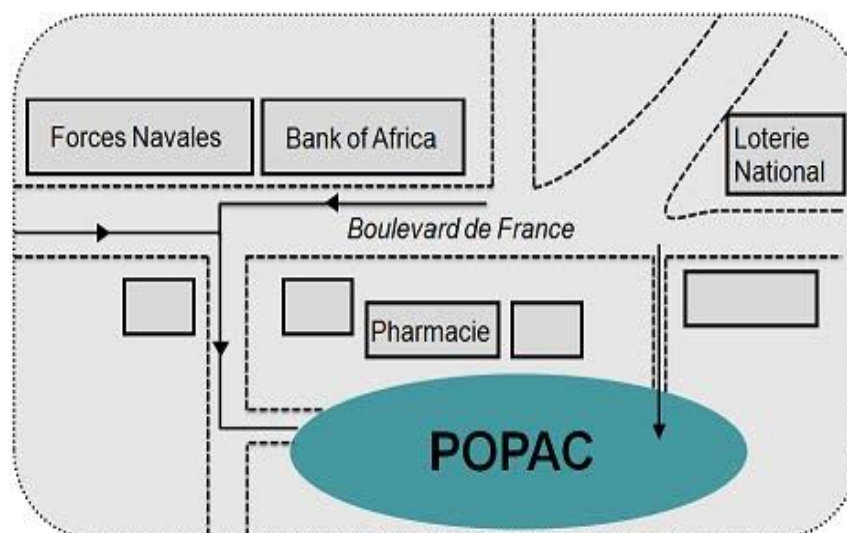 Forces Navales
Bank of Africa
Loterie
National
Boulevard de France
Pharmacie
POPAC